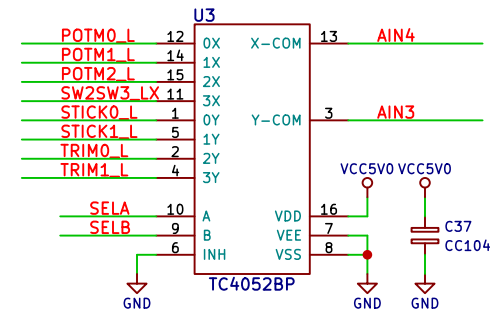 U3
POTM0_L 12 0X X-COM 13 AIN4
POTM1_L 14 1X
POTM2_L 15 2X
SW2SW3_LX 11 3X
STICK0_L 1 0Y Y-COM 3 AIN3
STICK1_L 5 1Y
TRIM0_L 2 2Y
TRIM1_L 4 3Y
VCC5V0 VCC5V0
SELA 10 A VDD 16
SELB 9 B VEE 7
6 INH VSS 8
C37
CC104
TC4052BP
GND GND GND